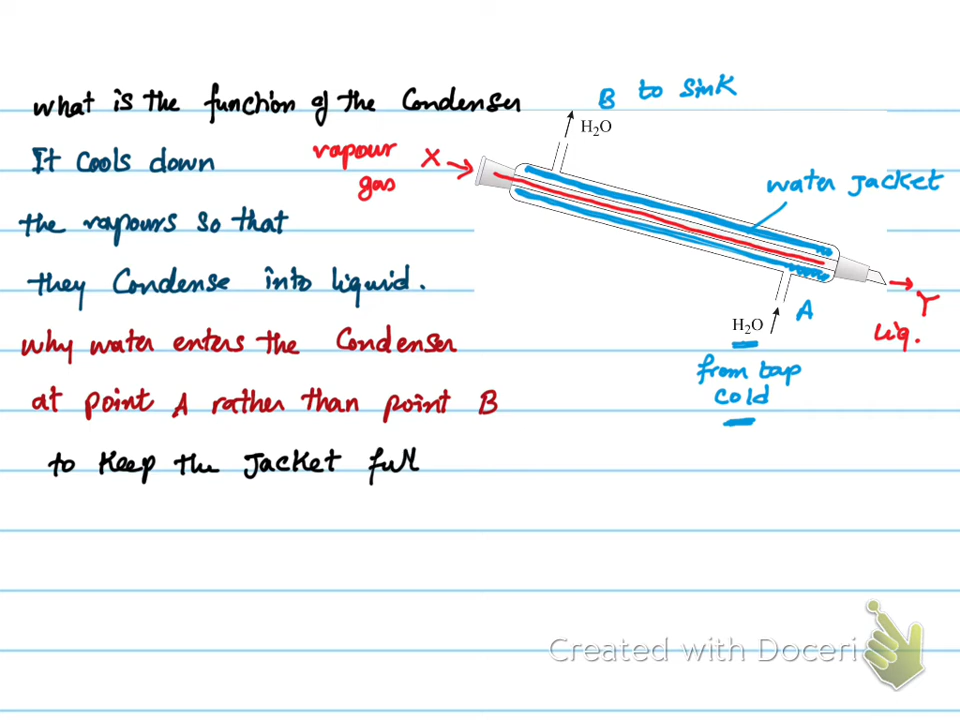 What is the function of the Condenser
It Cools down
the vapours so that
they Condense into liquid.
Why water enters the Condenser
at point A rather than point B
to Keep the Jacket full
B to sink
H₂O
vapour X
gas
water jacket
A
H₂O
Y
Liq.
from tap
cold
Created with Doceri